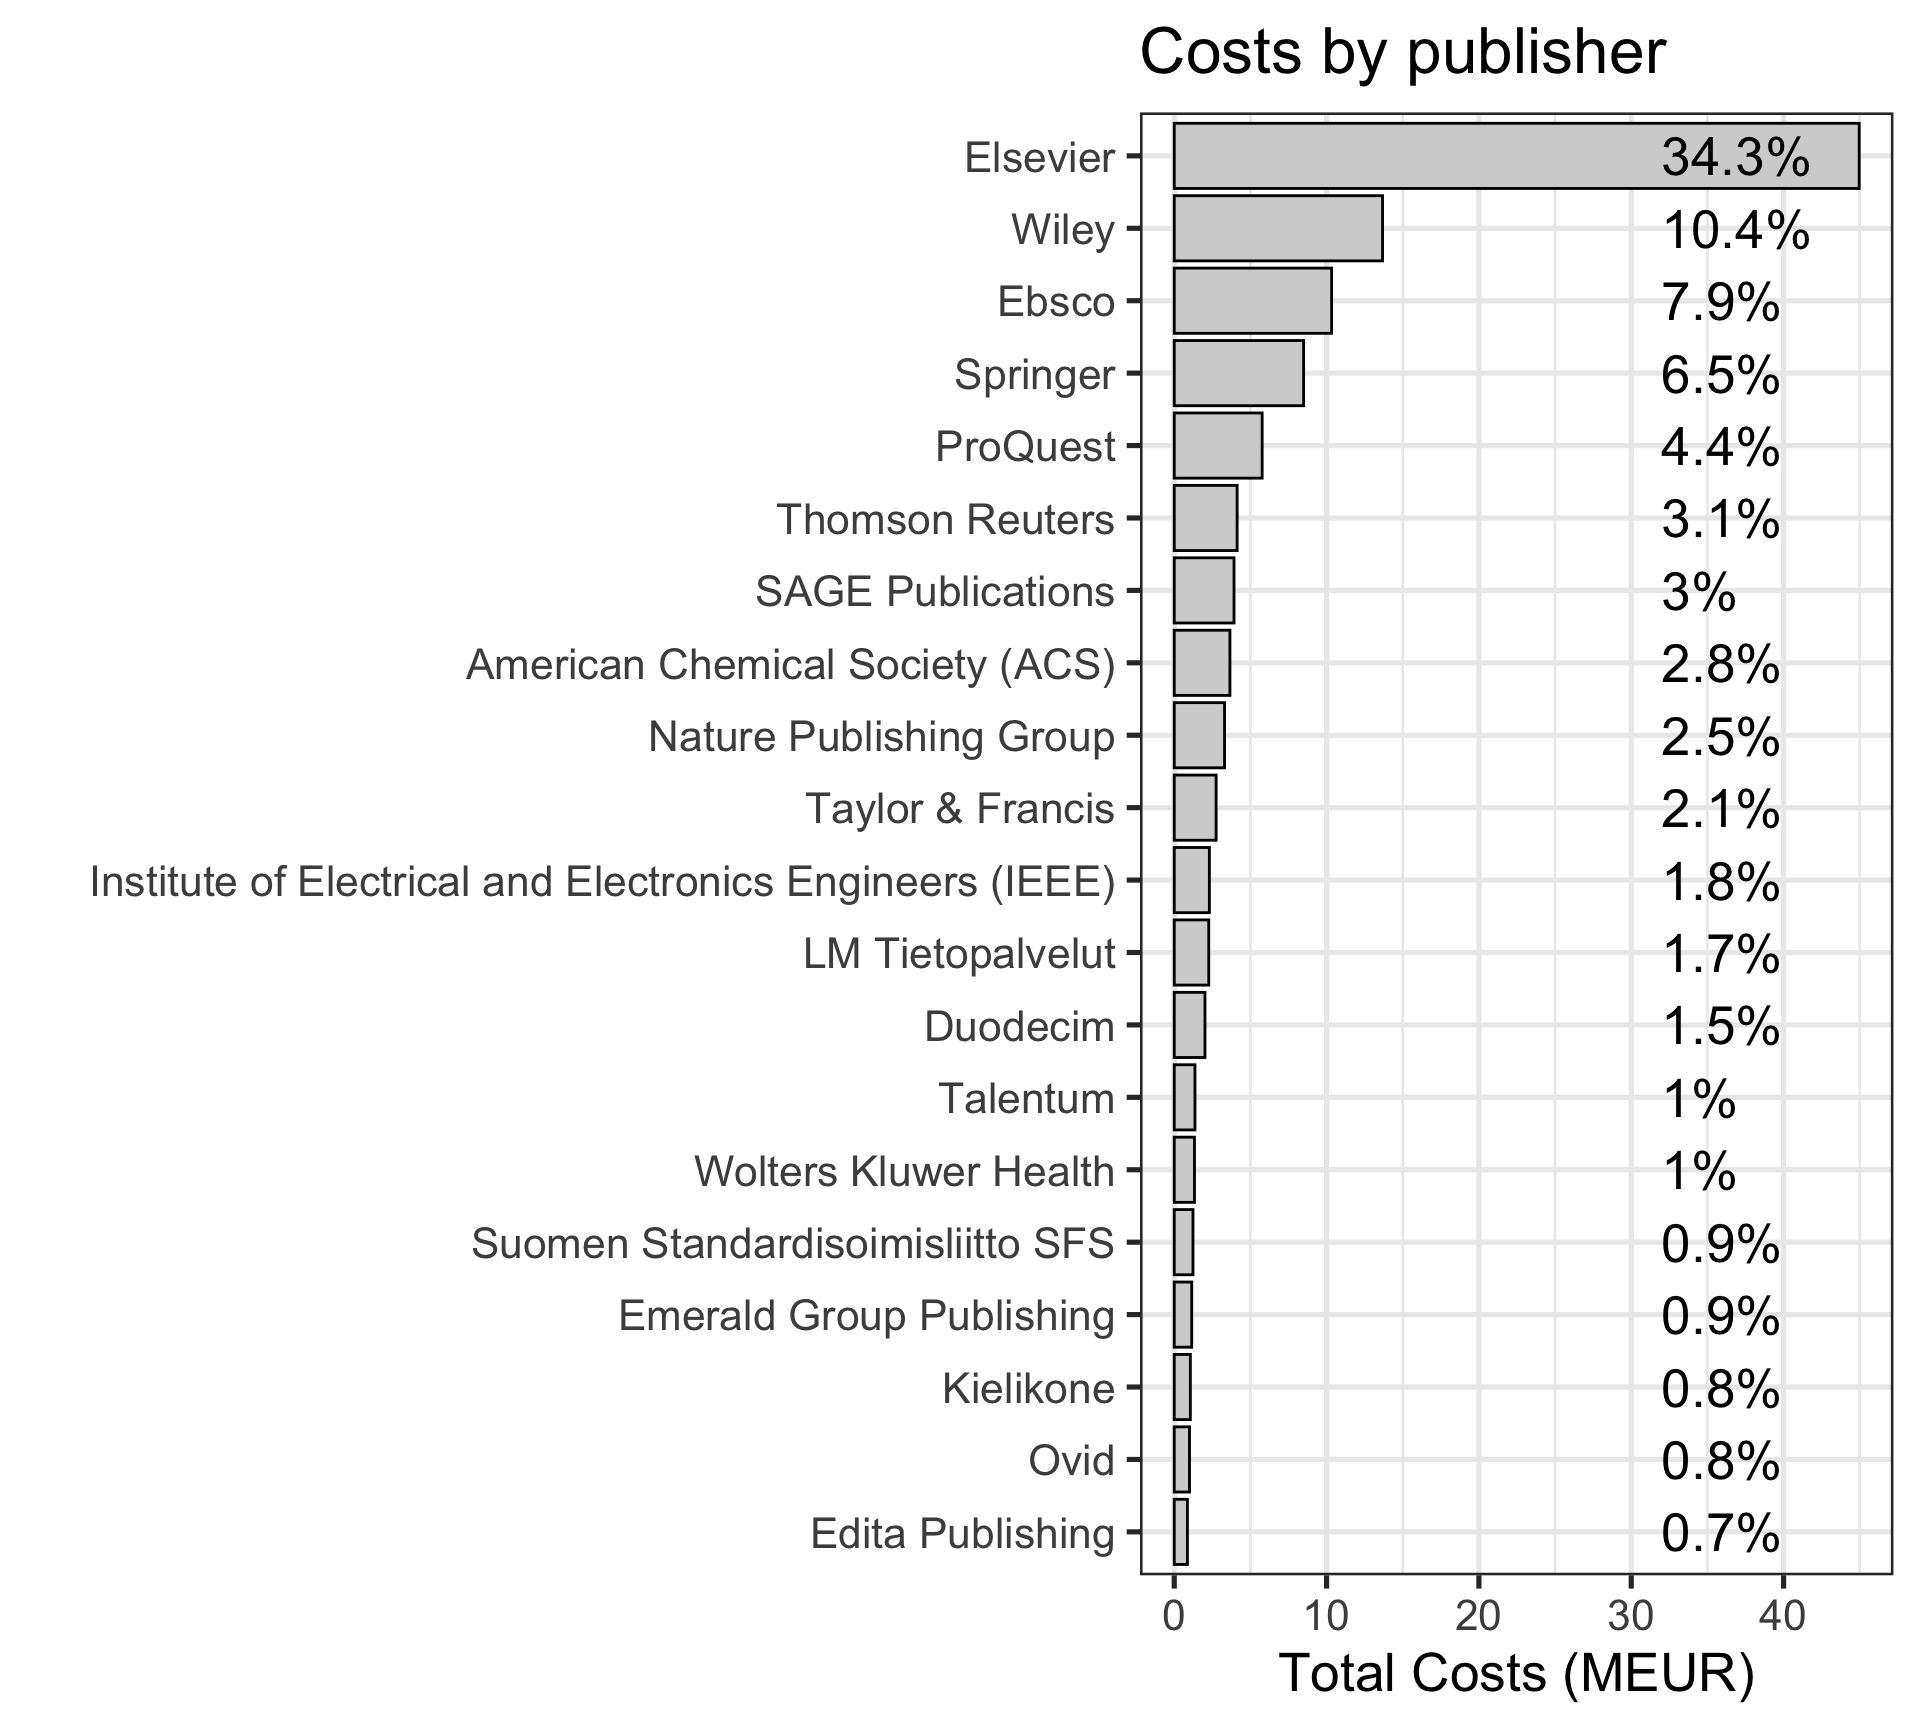 Costs by publisher
Elsevier 34.3%
Wiley 10.4%
Ebsco 7.9%
Springer 6.5%
ProQuest 4.4%
Thomson Reuters 3.1%
SAGE Publications 3%
American Chemical Society (ACS) 2.8%
Nature Publishing Group 2.5%
Taylor & Francis 2.1%
Institute of Electrical and Electronics Engineers (IEEE) 1.8%
LM Tietopalvelut 1.7%
Duodecim 1.5%
Talentum 1%
Wolters Kluwer Health 1%
Suomen Standardisoimisliitto SFS 0.9%
Emerald Group Publishing 0.9%
Kielikone 0.8%
Ovid 0.8%
Edita Publishing 0.7%
0 10 20 30 40
Total Costs (MEUR)